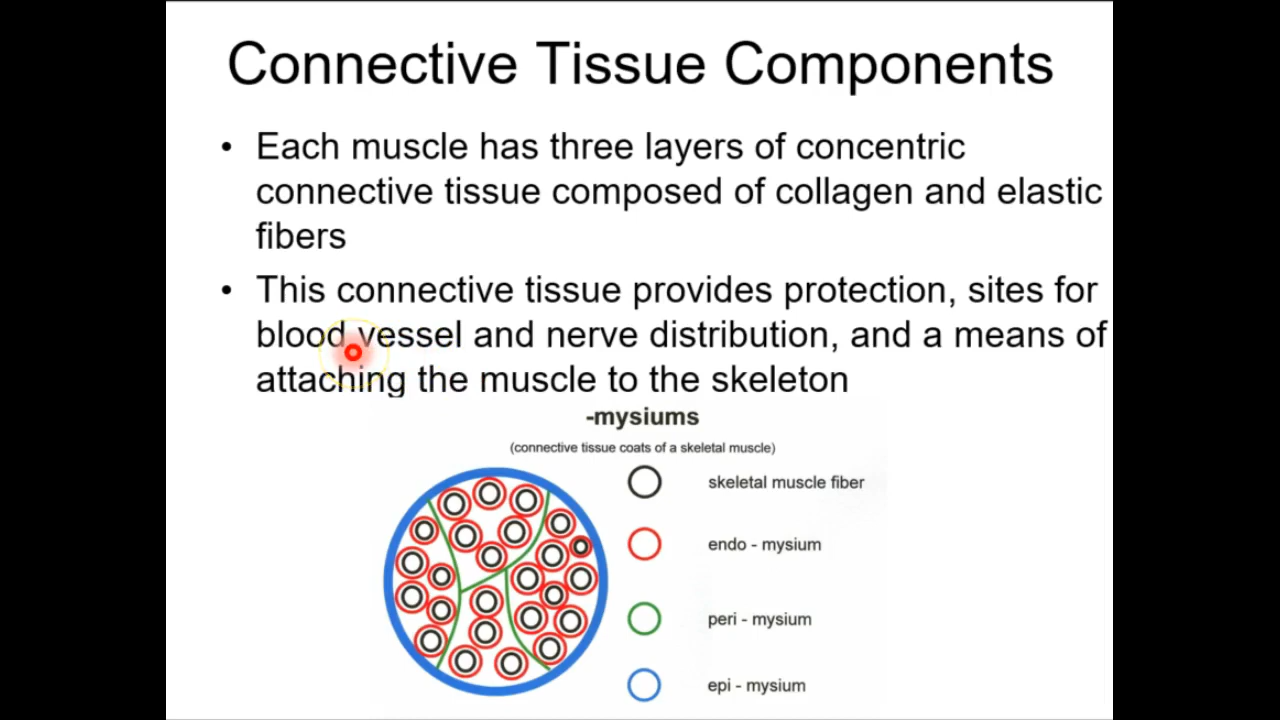 Connective Tissue Components
• Each muscle has three layers of concentric
connective tissue composed of collagen and elastic
fibers
• This connective tissue provides protection, sites for
blood vessel and nerve distribution, and a means of
attaching the muscle to the skeleton
-mysiums
(connective tissue coats of a skeletal muscle)
skeletal muscle fiber
endo - mysium
peri - mysium
epi - mysium